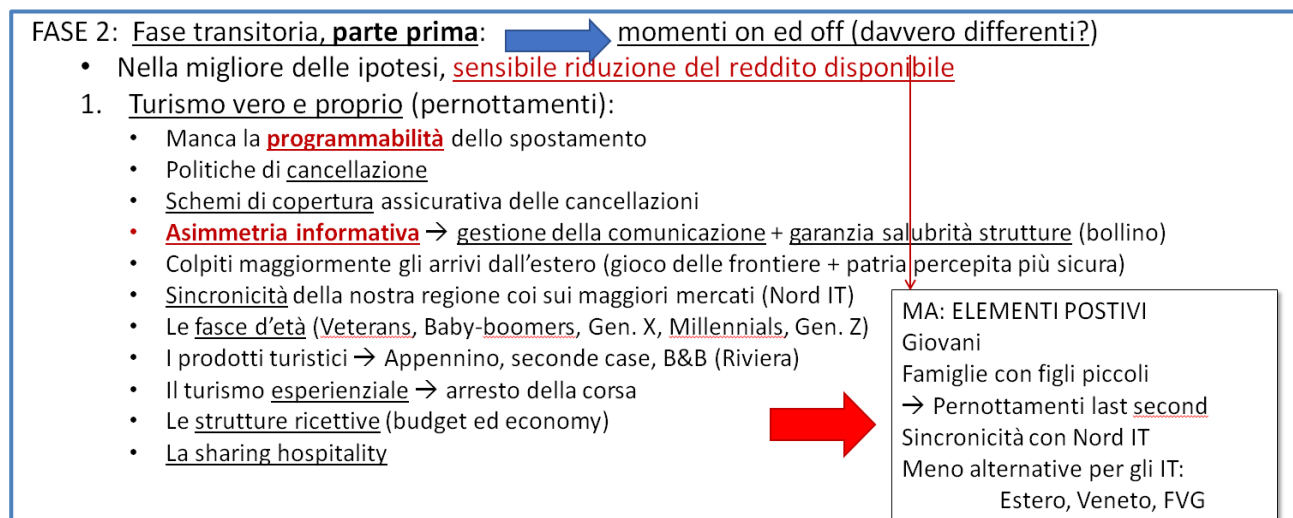 FASE 2: Fase transitoria, parte prima: momenti on ed off (davvero differenti?)
• Nella migliore delle ipotesi, sensibile riduzione del reddito disponibile
1. Turismo vero e proprio (pernottamenti):
• Manca la programmabilità dello spostamento
• Politiche di cancellazione
• Schemi di copertura assicurativa delle cancellazioni
• Asimmetria informativa → gestione della comunicazione + garanzia salubrità strutture (bollino)
• Colpiti maggiormente gli arrivi dall'estero (gioco delle frontiere + patria percepita più sicura)
• Sincronicità della nostra regione coi sui maggiori mercati (Nord IT)
• Le fasce d'età (Veterans, Baby-boomers, Gen. X, Millennials, Gen. Z)
• I prodotti turistici → Appennino, seconde case, B&B (Riviera)
• Il turismo esperienziale → arresto della corsa
• Le strutture ricettive (budget ed economy)
• La sharing hospitality
MA: ELEMENTI POSTIVI
Giovani
Famiglie con figli piccoli
→ Pernottamenti last second
Sincronicità con Nord IT
Meno alternative per gli IT:
Estero, Veneto, FVG